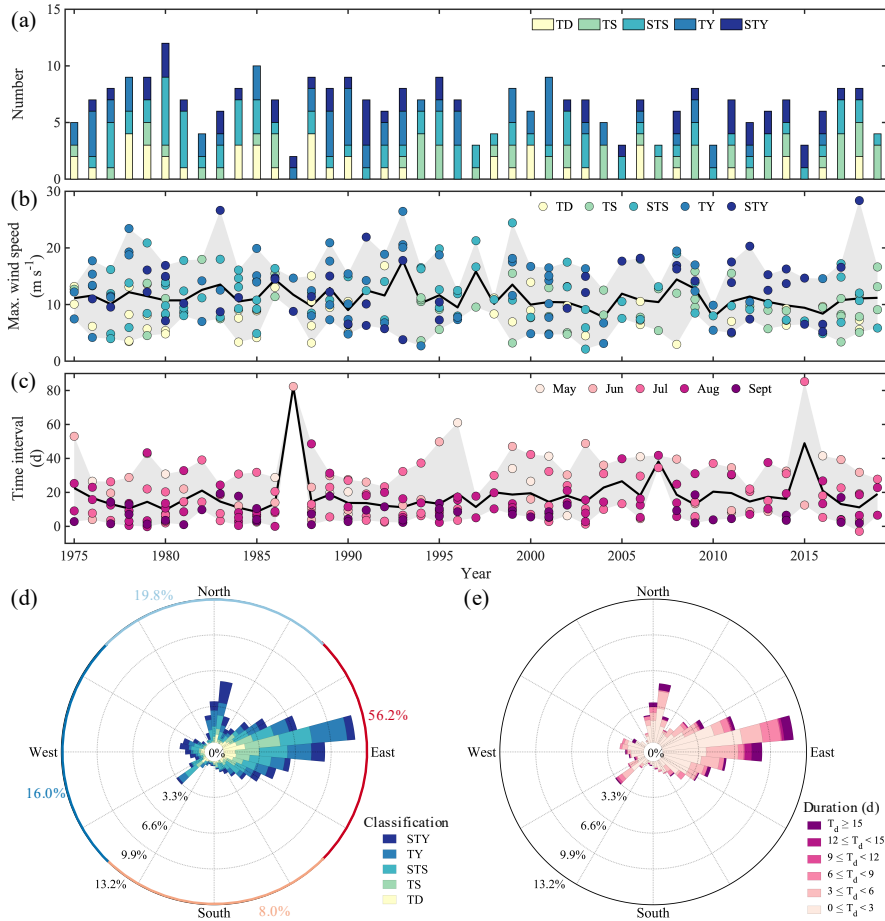 (a)
15
10
5
0
Number
TD TS STS TY STY
(b)
30
20
10
0
Max. wind speed
(m s⁻¹)
TD TS STS TY STY
(c)
80
60
40
20
0
Time interval
(d)
May Jun Jul Aug Sept
1975 1980 1985 1990 1995 2000 2005 2010 2015
Year
(d)
North
19.8%
56.2%
West
0%
East
16.0%
3.3%
6.6%
9.9%
13.2%
South
8.0%
Classification
STY
TY
STS
TS
TD
(e)
North
West
0%
East
3.3%
6.6%
9.9%
13.2%
South
Duration (d)
T_d ≥ 15
12 ≤ T_d < 15
9 ≤ T_d < 12
6 ≤ T_d < 9
3 ≤ T_d < 6
0 ≤ T_d < 3